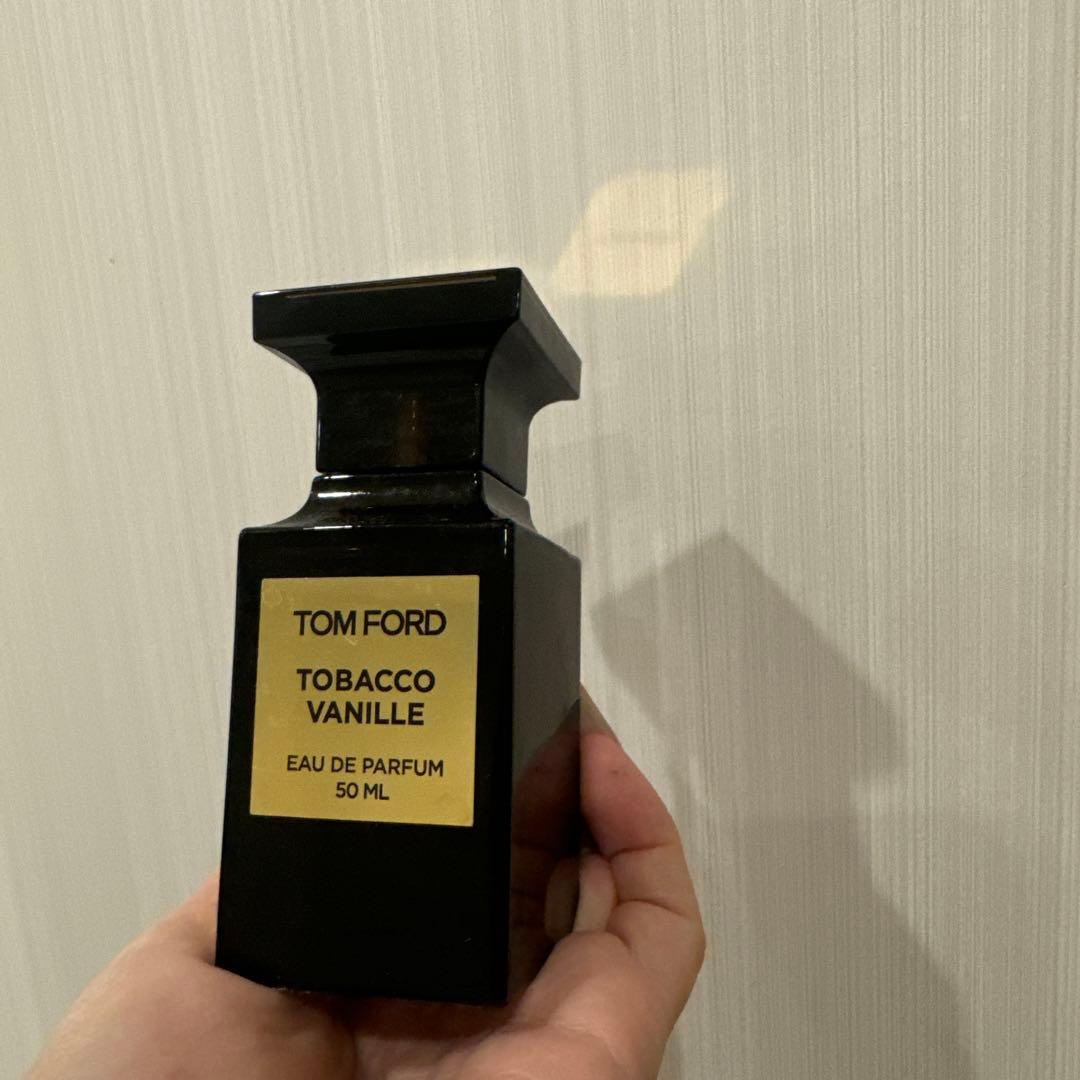 TOM FORD
TOBACCO
VANILLE
EAU DE PARFUM
50 ML